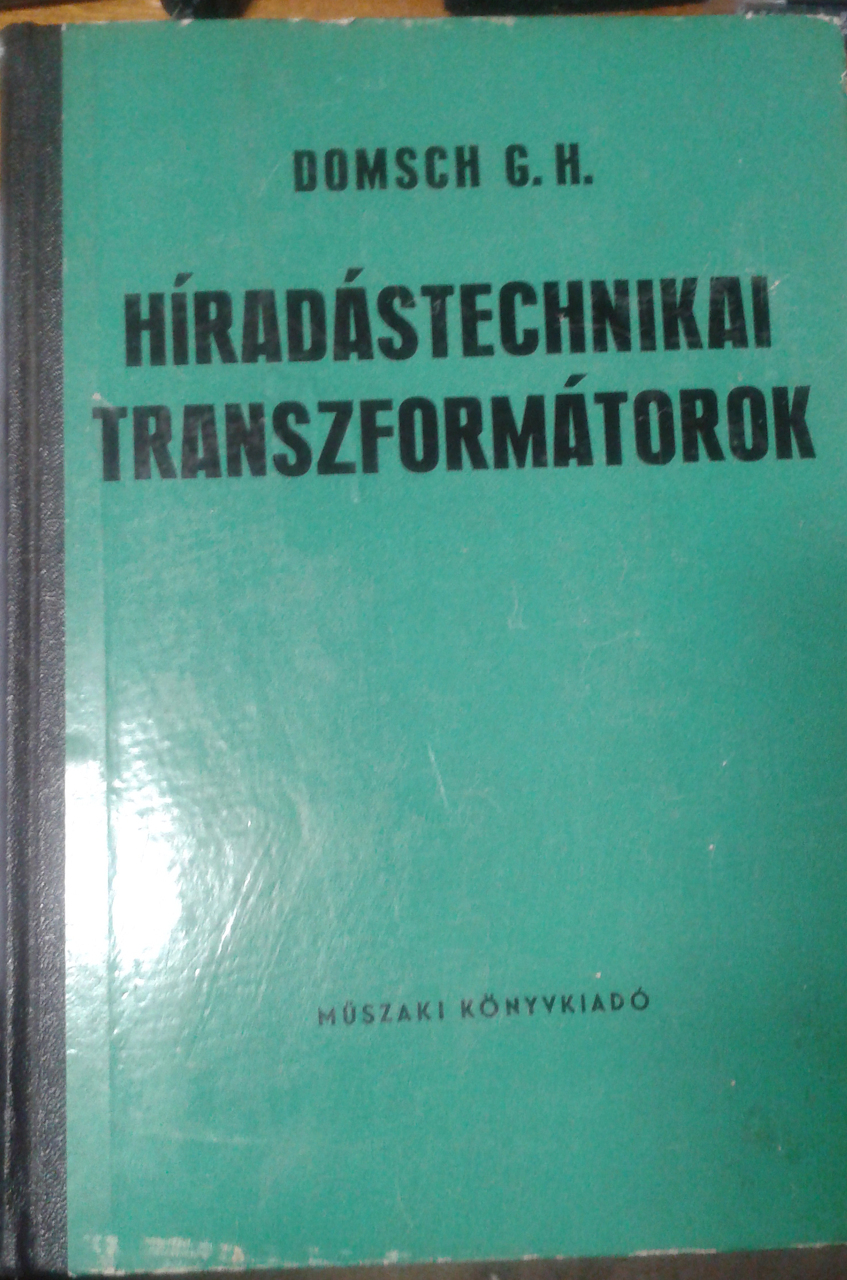 DOMSCH G. H.
HÍRADÁSTECHNIKAI
TRANSZFORMÁTOROK
MŰSZAKI KÖNYVKIADÓ